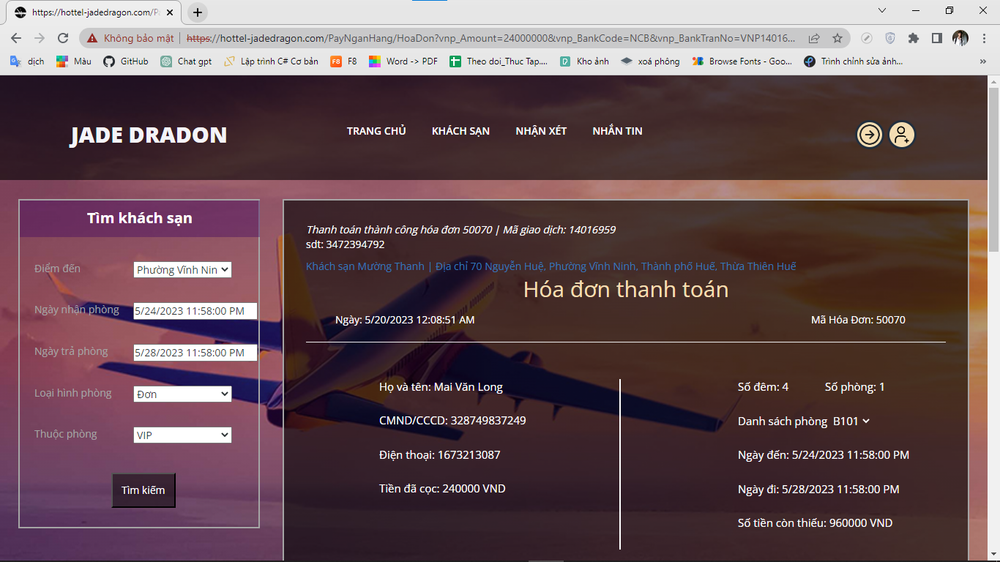 https://hottel-jadedragon.com/Pa
Không bảo mật | https://hottel-jadedragon.com/PayNganHang/HoaDon?vnp_Amount=24000000&vnp_BankCode=NCB&vnp_BankTranNo=VNP14016...
dịch Màu GitHub Chat gpt Lập trình C# Cơ bản F8 F8 Word -> PDF Theo doi_Thuc Tap.... Kho ảnh xoá phông Browse Fonts - Goo... Trình chỉnh sửa ảnh... »
JADE DRADON TRANG CHỦ KHÁCH SẠN NHẬN XÉT NHẮN TIN
Tìm khách sạn
Điểm đến Phường Vĩnh Nin
Ngày nhận phòng 5/24/2023 11:58:00 PM
Ngày trả phòng 5/28/2023 11:58:00 PM
Loại hình phòng Đơn
Thuộc phòng VIP
Tìm kiếm
Thanh toán thành công hóa đơn 50070 | Mã giao dịch: 14016959
sdt: 3472394792
Khách sạn Mường Thanh | Địa chỉ 70 Nguyễn Huệ, Phường Vĩnh Ninh, Thành phố Huế, Thừa Thiên Huế
Hóa đơn thanh toán
Ngày: 5/20/2023 12:08:51 AM Mã Hóa Đơn: 50070
Họ và tên: Mai Văn Long
CMND/CCCD: 328749837249
Điện thoại: 1673213087
Tiền đã cọc: 240000 VND
Số đêm: 4 Số phòng: 1
Danh sách phòng B101
Ngày đến: 5/24/2023 11:58:00 PM
Ngày đi: 5/28/2023 11:58:00 PM
Số tiền còn thiếu: 960000 VND